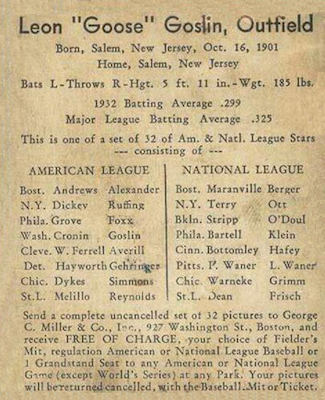 Leon "Goose" Goslin, Outfield
Born, Salem, New Jersey, Oct. 16, 1901
Home, Salem, New Jersey
Bats L-Throws R-Hgt. 5 ft. 11 in.-Wgt. 185 lbs.
1932 Batting Average .299
Major League Batting Average .325
This is one of a set of 32 of Am. & Natl. League Stars
--- consisting of ---
AMERICAN LEAGUE NATIONAL LEAGUE
Bost. Andrews Alexander Bost. Maranville Berger
N.Y. Dickey Ruffing N.Y. Terry Ott
Phila. Grove Foxx Bkln. Stripp O'Doul
Wash. Cronin Goslin Phila. Bartell Klein
Cleve. W. Ferrell Averill Cinn. Bottomley Hafey
Det. Hayworth Gehringer Pitts. P. Waner L. Waner
Chic. Dykes Simmons Chic. Warneke Grimm
St.L. Melillo Reynolds St.L. Dean Frisch
Send a complete uncancelled set of 32 pictures to George
C. Miller & Co., Inc., 927 Washington St., Boston, and
receive FREE OF CHARGE, your choice of Fielder's
Mit, regulation American or National League Baseball or
1 Grandstand Seat to any American or National League
Game (except World's Series) at any Park. Your pictures
will be returned cancelled, with the Baseball, Mit or Ticket.